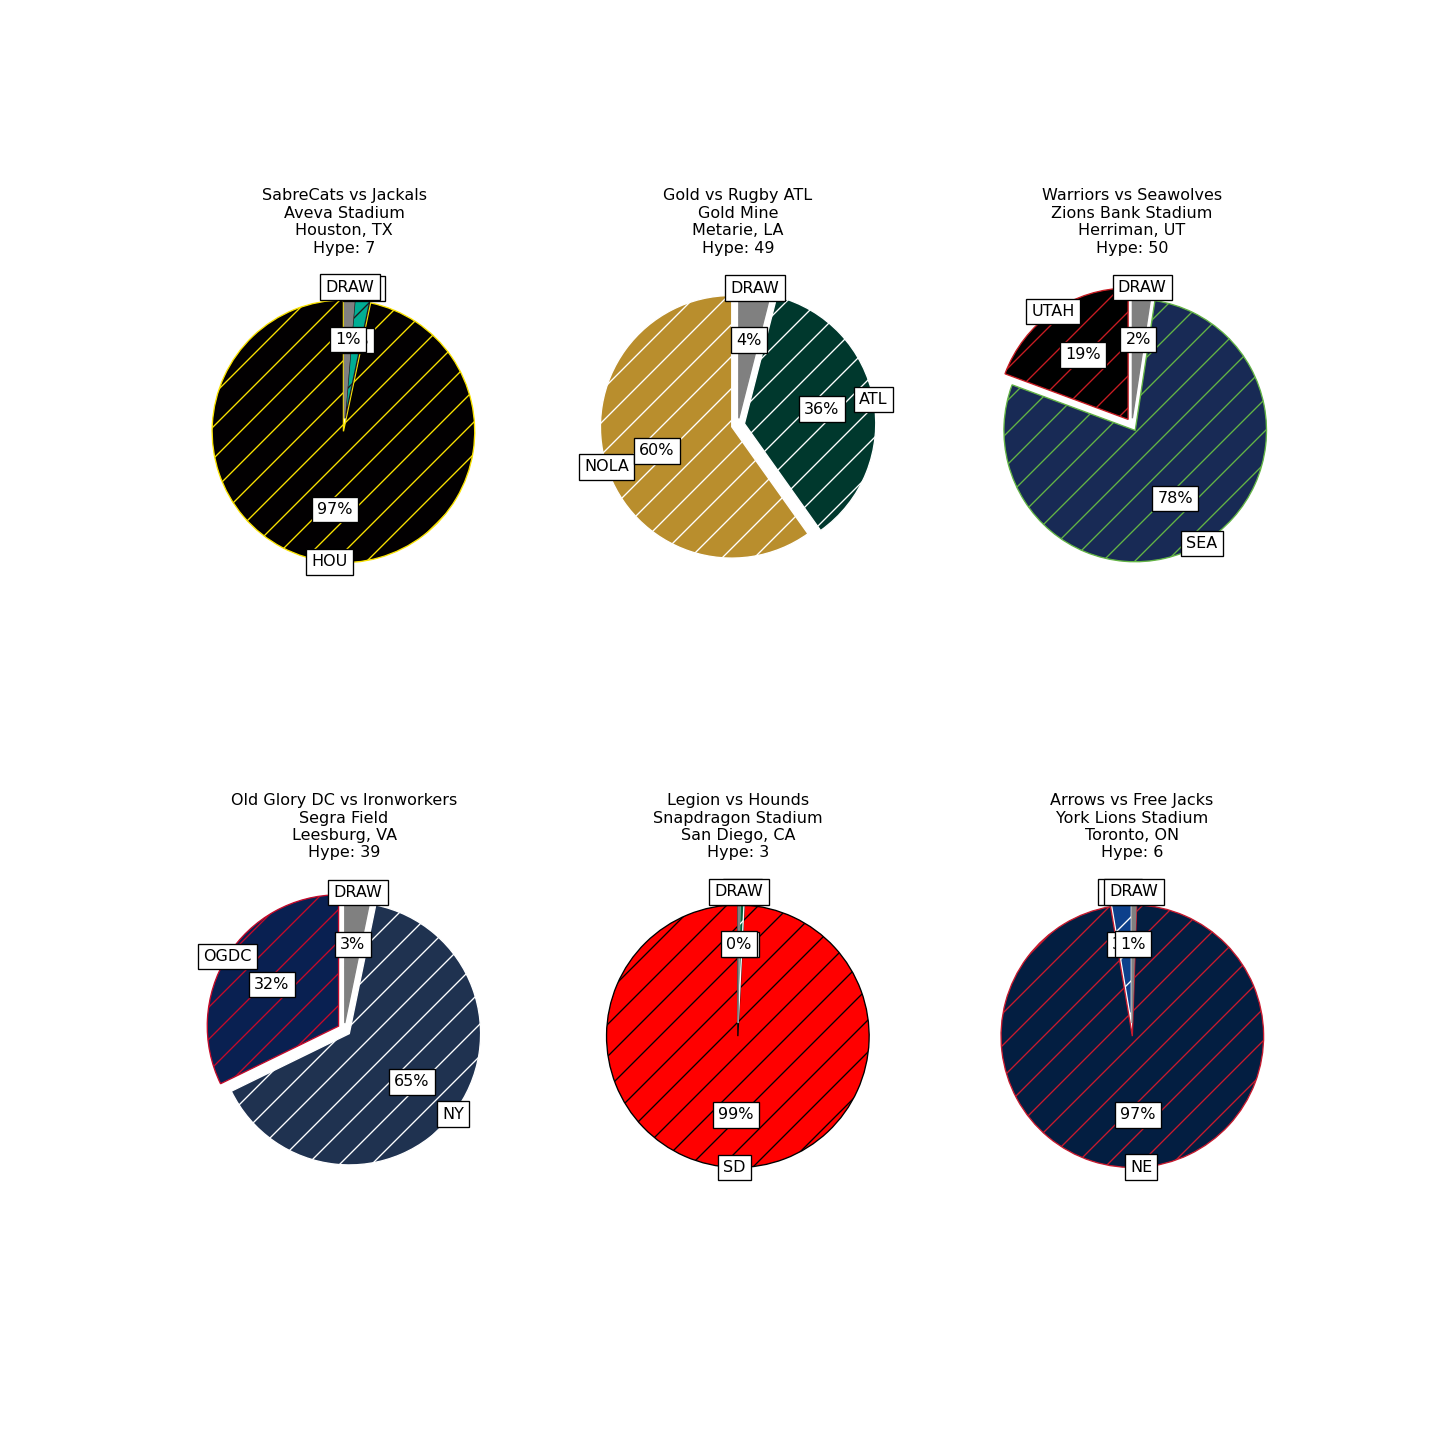 SabreCats vs Jackals
Aveva Stadium
Houston, TX
Hype: 7
DRAW
1%
97%
HOU
Gold vs Rugby ATL
Gold Mine
Metarie, LA
Hype: 49
DRAW
4%
ATL
36%
60%
NOLA
Warriors vs Seawolves
Zions Bank Stadium
Herriman, UT
Hype: 50
DRAW
UTAH
2%
19%
78%
SEA
Old Glory DC vs Ironworkers
Segra Field
Leesburg, VA
Hype: 39
DRAW
3%
OGDC
32%
65%
NY
Legion vs Hounds
Snapdragon Stadium
San Diego, CA
Hype: 3
DRAW
0%
99%
SD
Arrows vs Free Jacks
York Lions Stadium
Toronto, ON
Hype: 6
DRAW
1%
97%
NE